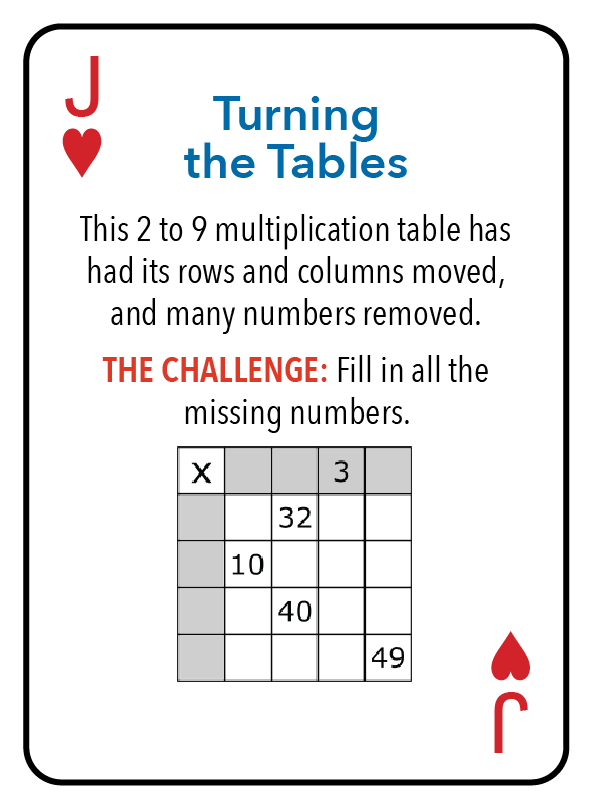 J
Turning
the Tables
This 2 to 9 multiplication table has
had its rows and columns moved,
and many numbers removed.
THE CHALLENGE: Fill in all the
missing numbers.
X 3
32
10
40
49
J